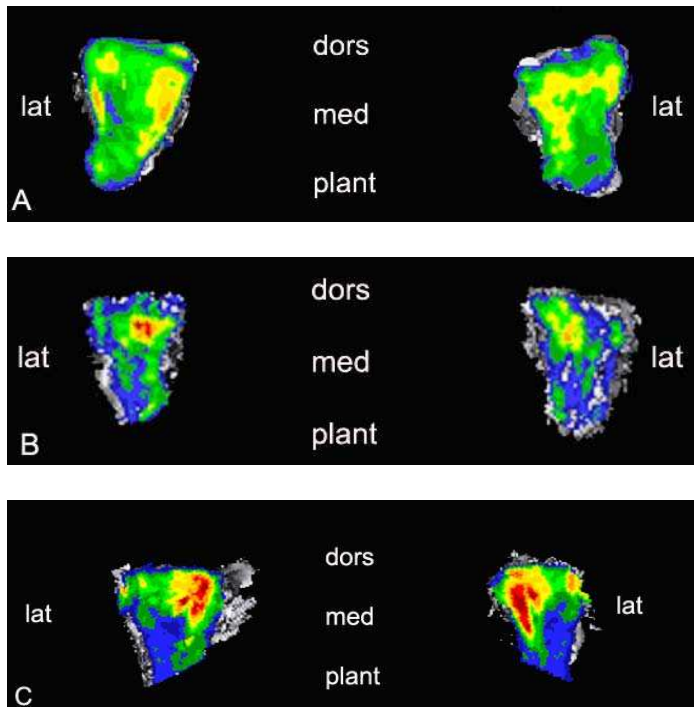 dors
lat med lat
plant
A
dors
lat med lat
plant
B
dors
lat med lat
plant
C